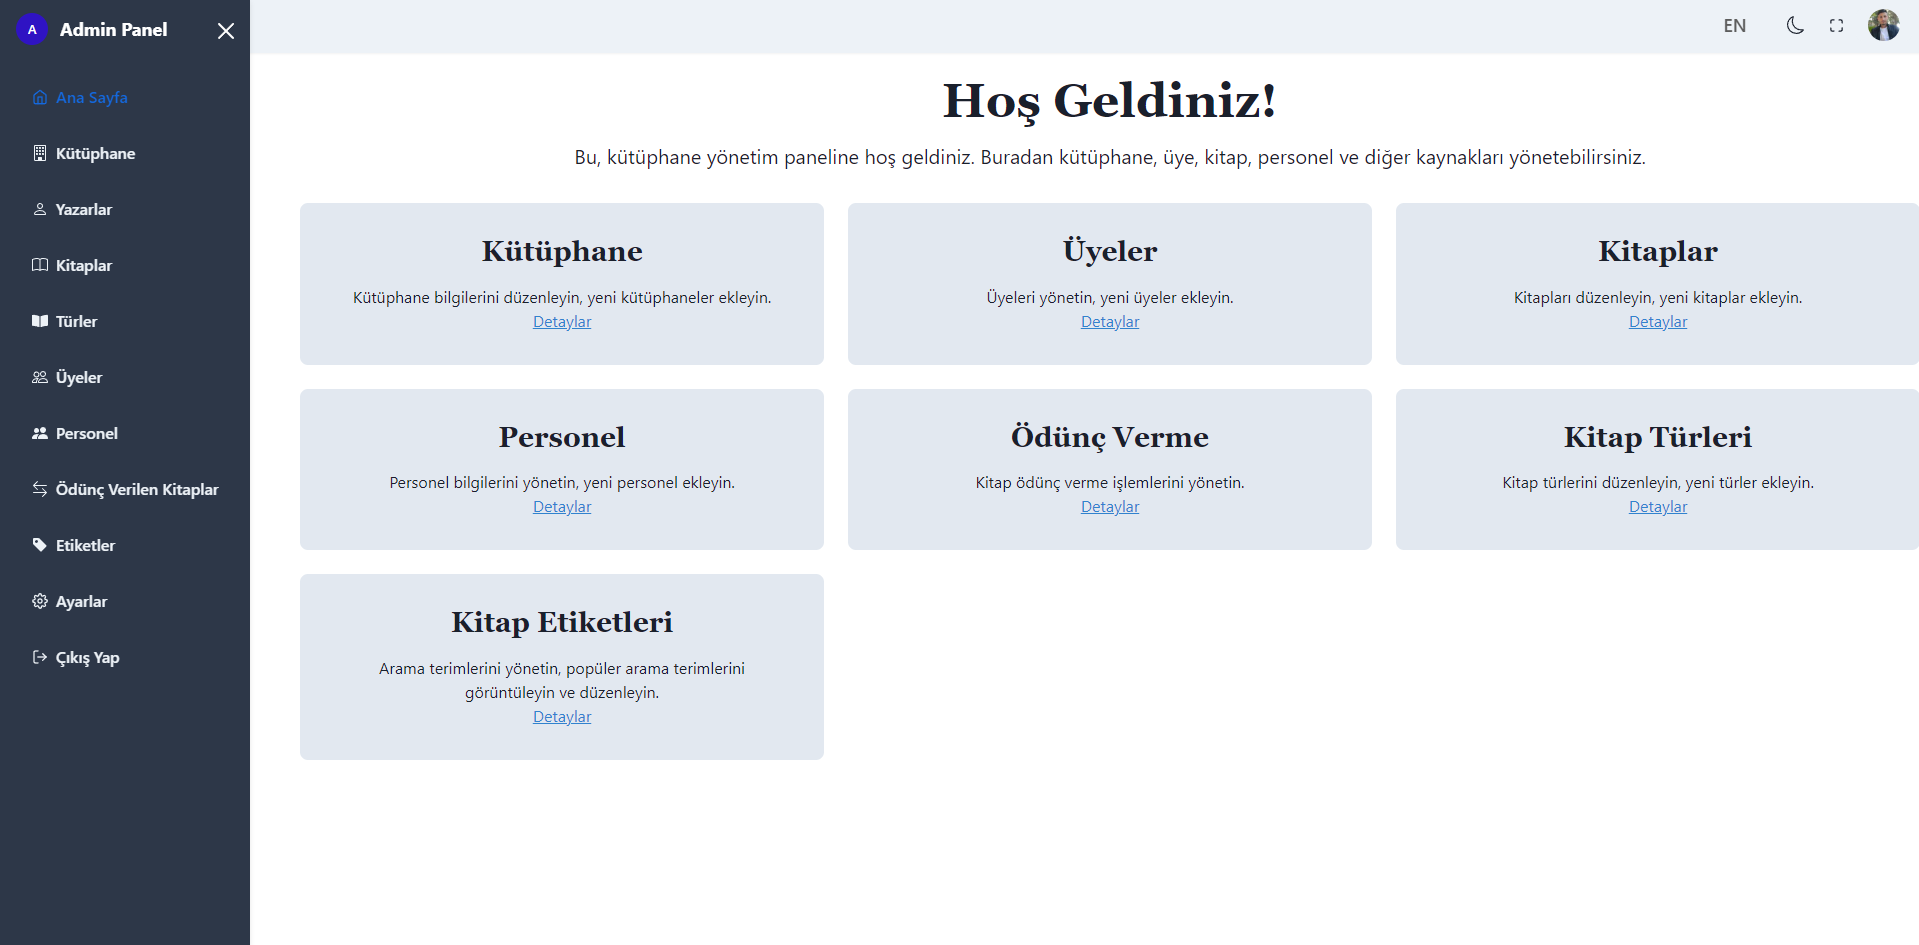 A
Admin Panel
Ana Sayfa
Kütüphane
Yazarlar
Kitaplar
Türler
Üyeler
Personel
Ödünç Verilen Kitaplar
Etiketler
Ayarlar
Çıkış Yap
EN
Hoş Geldiniz!
Bu, kütüphane yönetim paneline hoş geldiniz. Buradan kütüphane, üye, kitap, personel ve diğer kaynakları yönetebilirsiniz.
Kütüphane
Kütüphane bilgilerini düzenleyin, yeni kütüphaneler ekleyin.
Detaylar
Üyeler
Üyeleri yönetin, yeni üyeler ekleyin.
Detaylar
Kitaplar
Kitapları düzenleyin, yeni kitaplar ekleyin.
Detaylar
Personel
Personel bilgilerini yönetin, yeni personel ekleyin.
Detaylar
Ödünç Verme
Kitap ödünç verme işlemlerini yönetin.
Detaylar
Kitap Türleri
Kitap türlerini düzenleyin, yeni türler ekleyin.
Detaylar
Kitap Etiketleri
Arama terimlerini yönetin, popüler arama terimlerini
görüntüleyin ve düzenleyin.
Detaylar